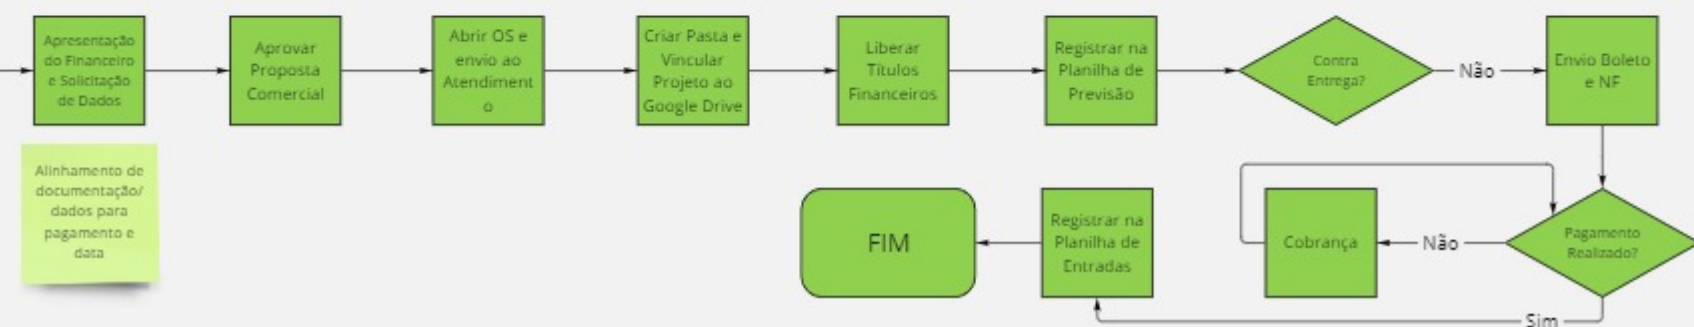 Apresentação
do Financeiro
e Solicitação
de Dados
Aprovar
Proposta
Comercial
Abrir OS e
envio ao
Atendiment
o
Criar Pasta e
Vincular
Projeto ao
Google Drive
Liberar
Títulos
Financeiros
Registrar na
Planilha de
Previsão
Contra
Entrega?
Não
Envio Boleto
e NF
Alinhamento de
documentação/
dados para
pagamento e
data
FIM
Registrar na
Planilha de
Entradas
Cobrança
Não
Pagamento
Realizado?
Sim